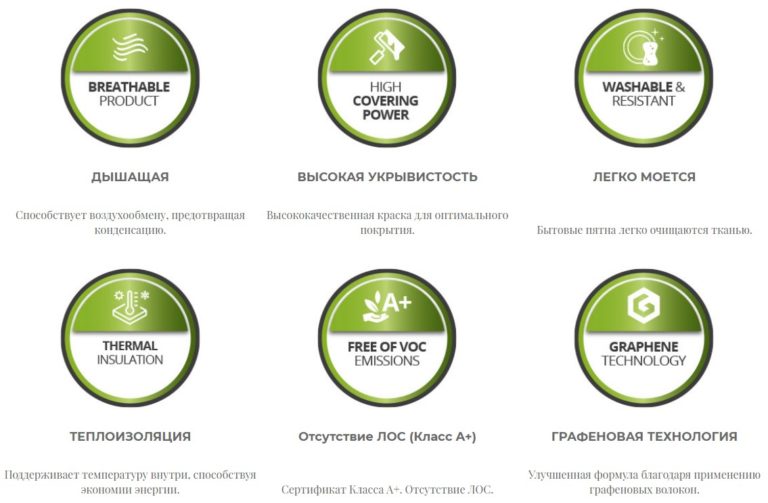 BREATHABLE
PRODUCT
ДЫШАЩАЯ
Способствует воздухообмену, предотвращая
конденсацию.
HIGH
COVERING
POWER
ВЫСОКАЯ УКРЫВИСТОСТЬ
Высококачественная краска для оптимального
покрытия.
WASHABLE &
RESISTANT
ЛЕГКО МОЕТСЯ
Бытовые пятна легко очищаются тканью.
THERMAL
INSULATION
ТЕПЛОИЗОЛЯЦИЯ
Поддерживает температуру внутри, способствуя
экономии энергии.
A+
FREE OF VOC
EMISSIONS
Отсутствие ЛОС (Класс А+)
Сертификат Класса А+. Отсутствие ЛОС.
G
GRAPHENE
TECHNOLOGY
ГРАФЕНОВАЯ ТЕХНОЛОГИЯ
Улучшенная формула благодаря применению
графеновых волокон.